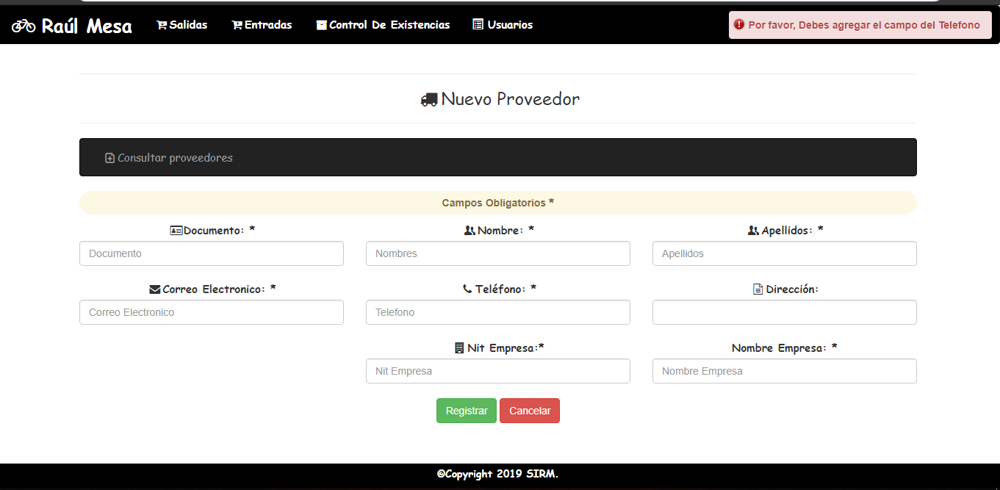 Raúl Mesa Salidas Entradas Control De Existencias Usuarios
Por favor, Debes agregar el campo del Telefono
Nuevo Proveedor
Consultar proveedores
Campos Obligatorios *
Documento: * Nombre: * Apellidos: *
Documento Nombres Apellidos
Correo Electronico: * Teléfono: * Dirección:
Correo Electronico Telefono
Nit Empresa:* Nombre Empresa: *
Nit Empresa Nombre Empresa
Registrar Cancelar
©Copyright 2019 SIRM.